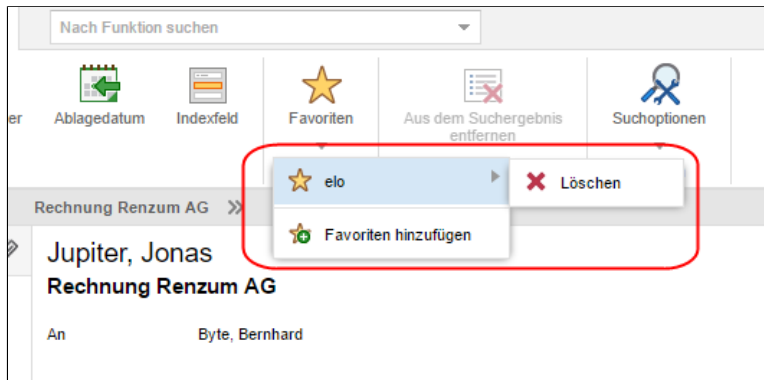 Nach Funktion suchen
er
Ablagedatum
Indexfeld
Favoriten
Aus dem Suchergebnis
entfernen
Suchoptionen
elo
Löschen
Favoriten hinzufügen
Rechnung Renzum AG
Jupiter, Jonas
Rechnung Renzum AG
An Byte, Bernhard